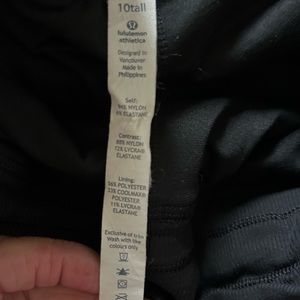 10tall
lululemon
athletica
Designed in
Vancouver
Made in
Philippines
Self:
94% NYLON
6% ELASTANE
Contrast:
88% NYLON
12% LYCRA®
ELASTANE
Lining:
56% POLYESTER
33% COOLMAX®
POLYESTER
11% LYCRA®
ELASTANE
Exclusive of trim
Wash with like
colours only.